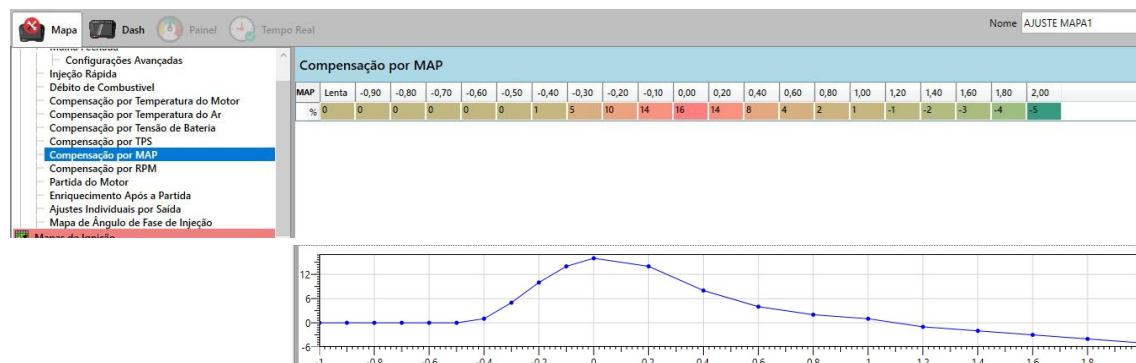 Mapa Dash Painel Tempo Real Nome AJUSTE MAPA1
Malha Fechada
Configurações Avançadas
Injeção Rápida
Débito de Combustível
Compensação por Temperatura do Motor
Compensação por Temperatura do Ar
Compensação por Tensão de Bateria
Compensação por TPS
Compensação por MAP
Compensação por RPM
Partida do Motor
Enriquecimento Após a Partida
Ajustes Individuais por Saída
Mapa de Ângulo de Fase de Injeção
Mapas de Ignição
Compensação por MAP
MAP Lenta -0,90 -0,80 -0,70 -0,60 -0,50 -0,40 -0,30 -0,20 -0,10 0,00 0,20 0,40 0,60 0,80 1,00 1,20 1,40 1,60 1,80 2,00
% 0 0 0 0 0 0 1 5 10 14 16 14 8 4 2 1 -1 -2 -3 -4 -5
12
6
0
-6
-1 -0.8 -0.6 -0.4 -0.2 0 0.2 0.4 0.6 0.8 1 1.2 1.4 1.6 1.8